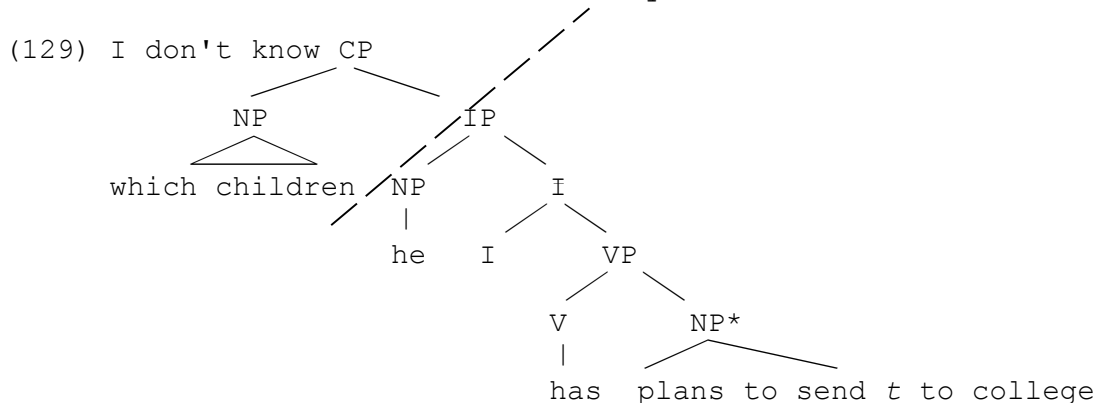 (129) I don't know CP
NP IP
which children NP I
he I VP
V NP*
has plans to send t to college